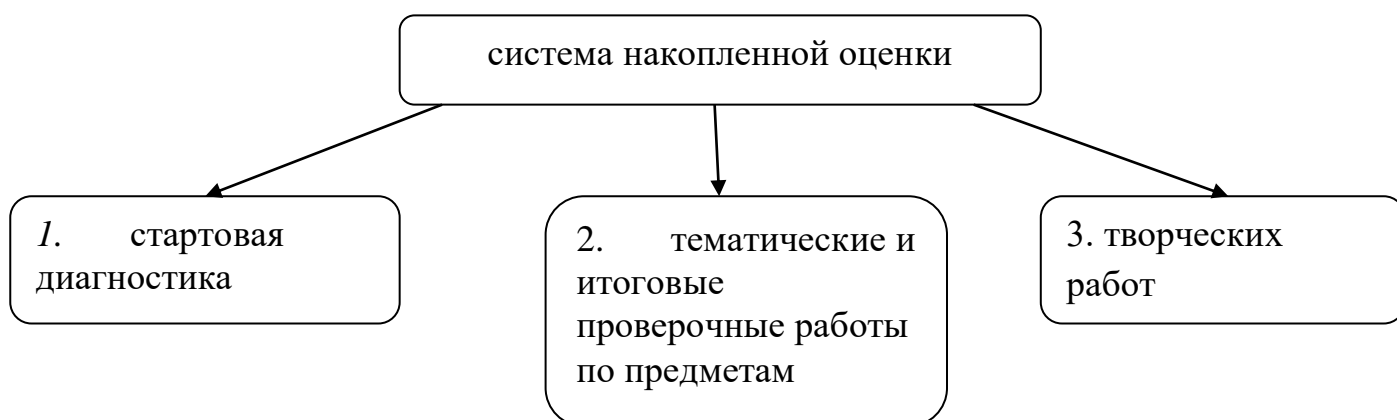 система накопленной оценки
1. стартовая
диагностика
2. тематические и
итоговые
проверочные работы
по предметам
3. творческих
работ